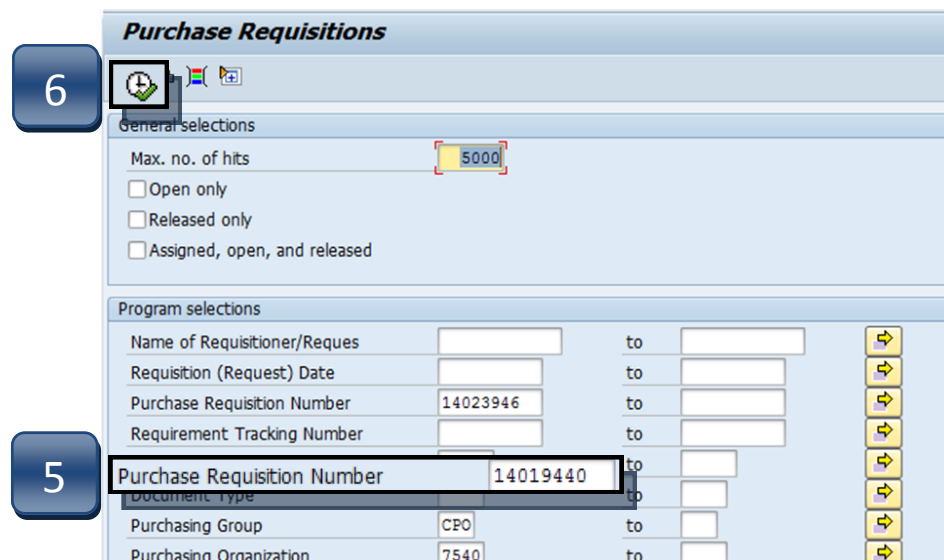 Purchase Requisitions
6
General selections
Max. no. of hits 5000
Open only
Released only
Assigned, open, and released
Program selections
Name of Requisitioner/Reques to
Requisition (Request) Date to
Purchase Requisition Number 14023946 to
Requirement Tracking Number to
to
5
Purchase Requisition Number 14019440
Document Type to
Purchasing Group CPO to
Purchasing Organization 7540 to